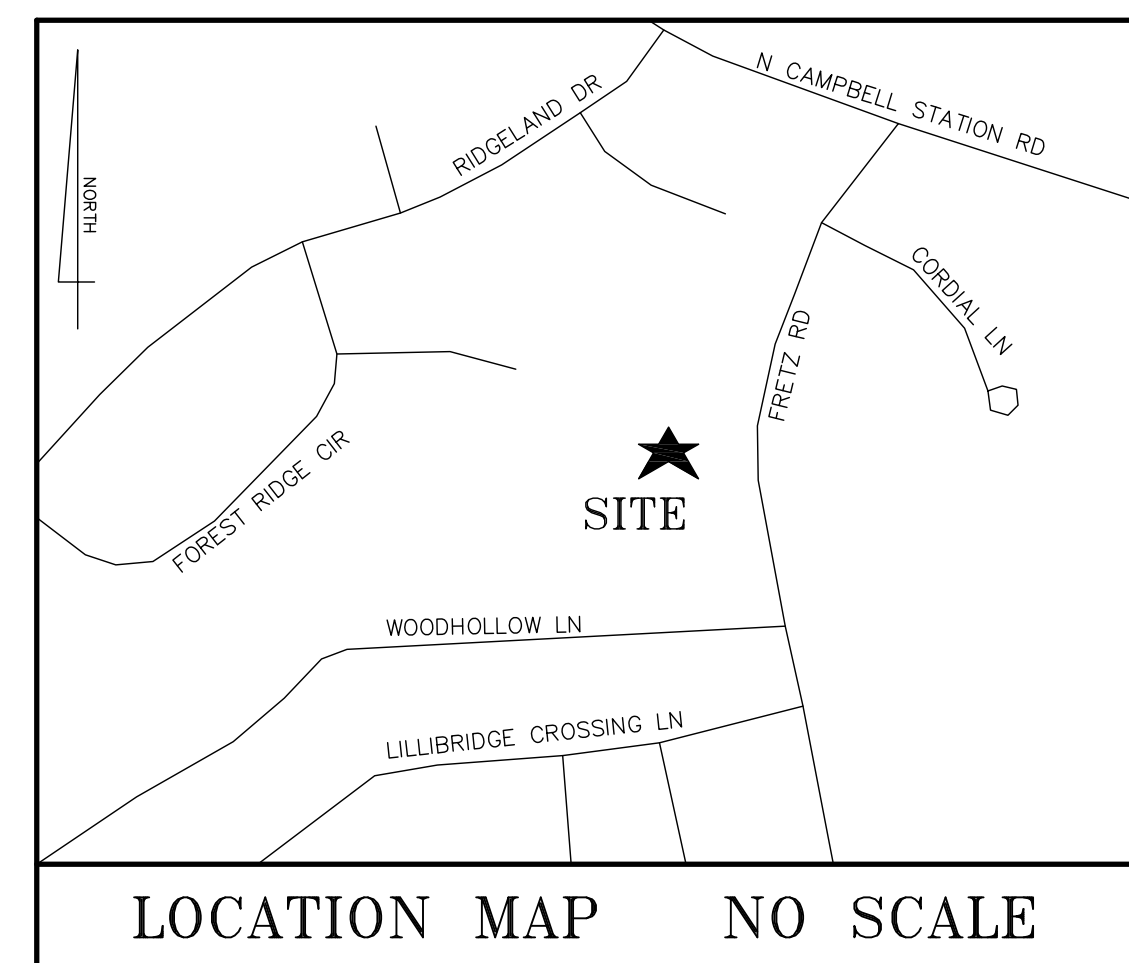 N CAMPBELL STATION RD
RIDGELAND DR
NORTH
CORDIAL LN
FRETZ RD
FOREST RIDGE CIR
SITE
WOODHOLLOW LN
LILLIBRIDGE CROSSING LN
LOCATION MAP NO SCALE